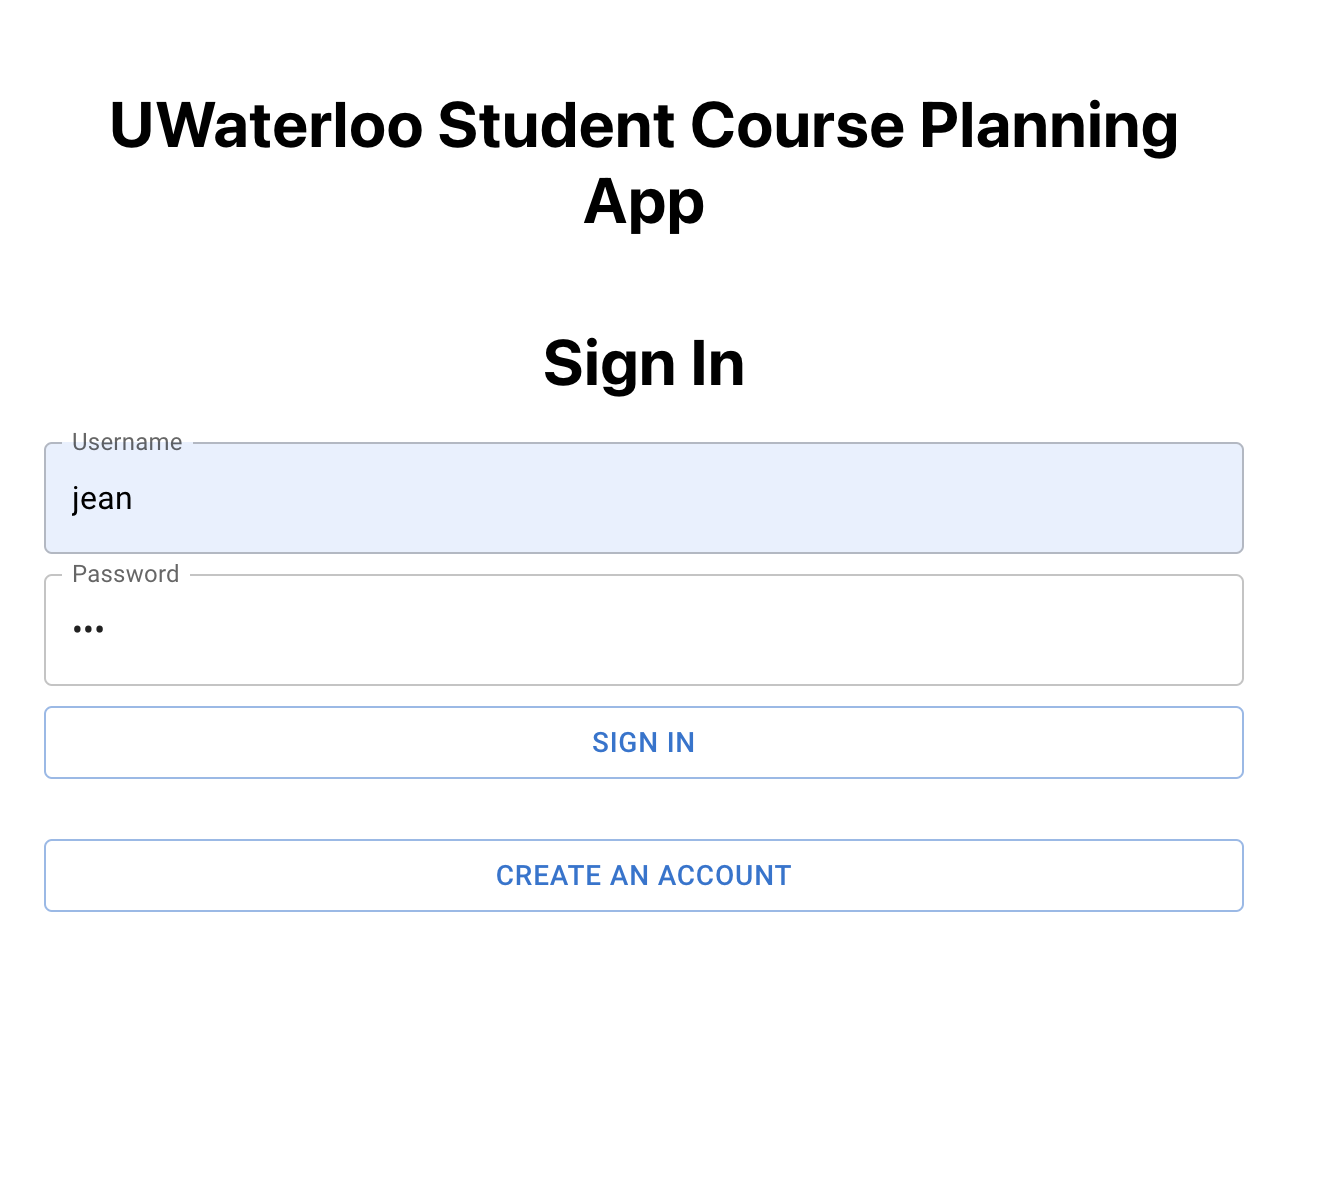 UWaterloo Student Course Planning
App
Sign In
Username
jean
Password
•••
SIGN IN
CREATE AN ACCOUNT